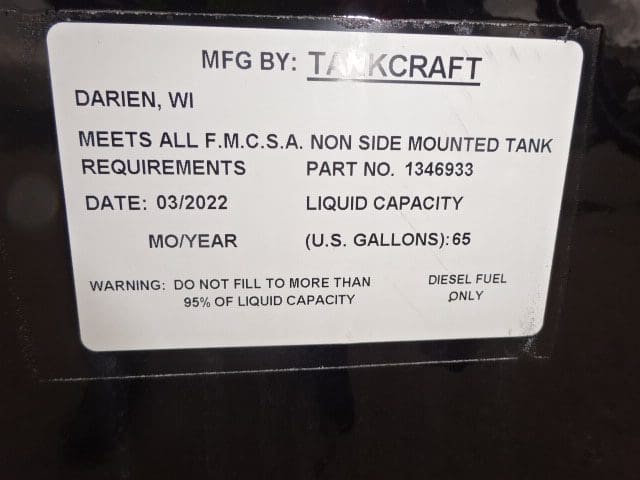 MFG BY: TANKCRAFT
DARIEN, WI
MEETS ALL F.M.C.S.A. NON SIDE MOUNTED TANK
REQUIREMENTS PART NO. 1346933
DATE: 03/2022 LIQUID CAPACITY
MO/YEAR (U.S. GALLONS): 65
WARNING: DO NOT FILL TO MORE THAN
95% OF LIQUID CAPACITY
DIESEL FUEL
ONLY